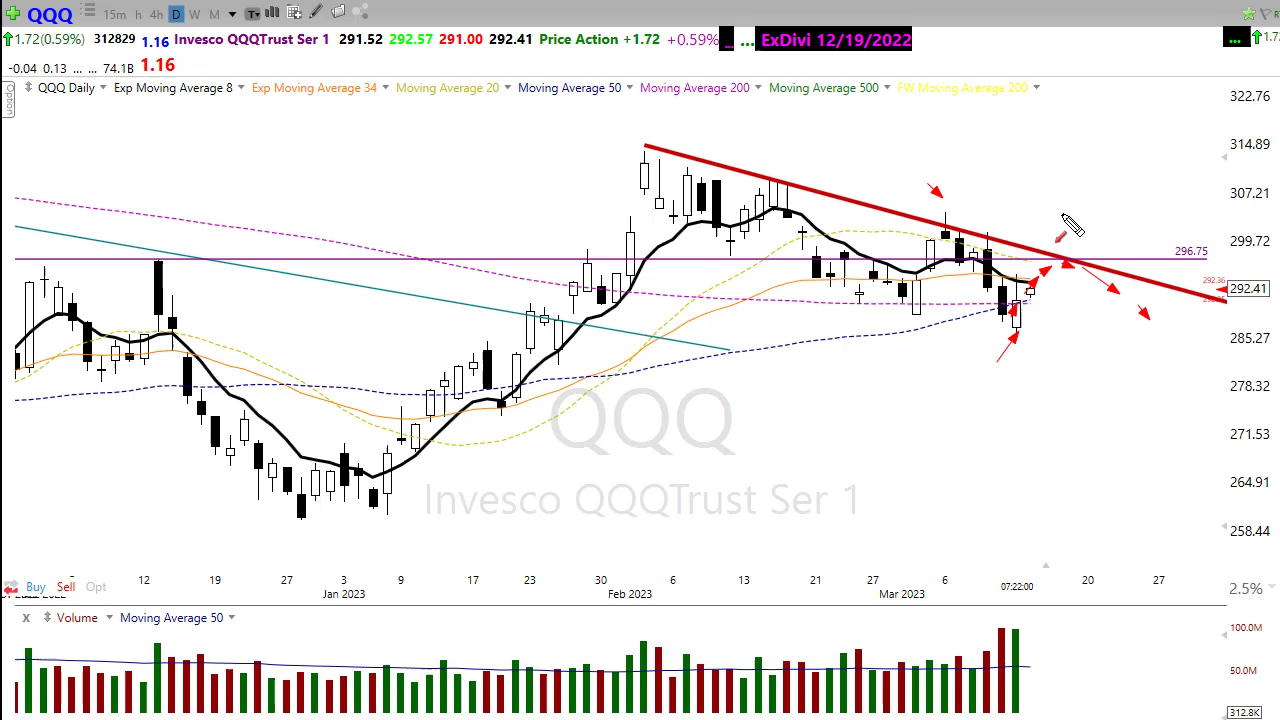 QQQ 15m h 4h D W M
1.72(0.59%) 312829 1.16 Invesco QQQTrust Ser 1 291.52 292.57 291.00 292.41 Price Action +1.72 +0.59% ... ExDivi 12/19/2022 ...
-0.04 0.13 ... ... 74.1B 1.16
Option
QQQ Daily Exp Moving Average 8 Exp Moving Average 34 Moving Average 20 Moving Average 50 Moving Average 200 Moving Average 500 FW Moving Average 200
322.76
314.89
307.21
299.72
296.75
292.36
292.41
285.27
278.32
271.53
264.91
258.44
QQQ
Invesco QQQTrust Ser 1
12 19 27 3 9 17 23 30 6 13 21 27 6 07:22:00 20 27
Jan 2023 Feb 2023 Mar 2023
Buy Sell Opt
2.5%
x Volume Moving Average 50
100.0M
50.0M
312.8K